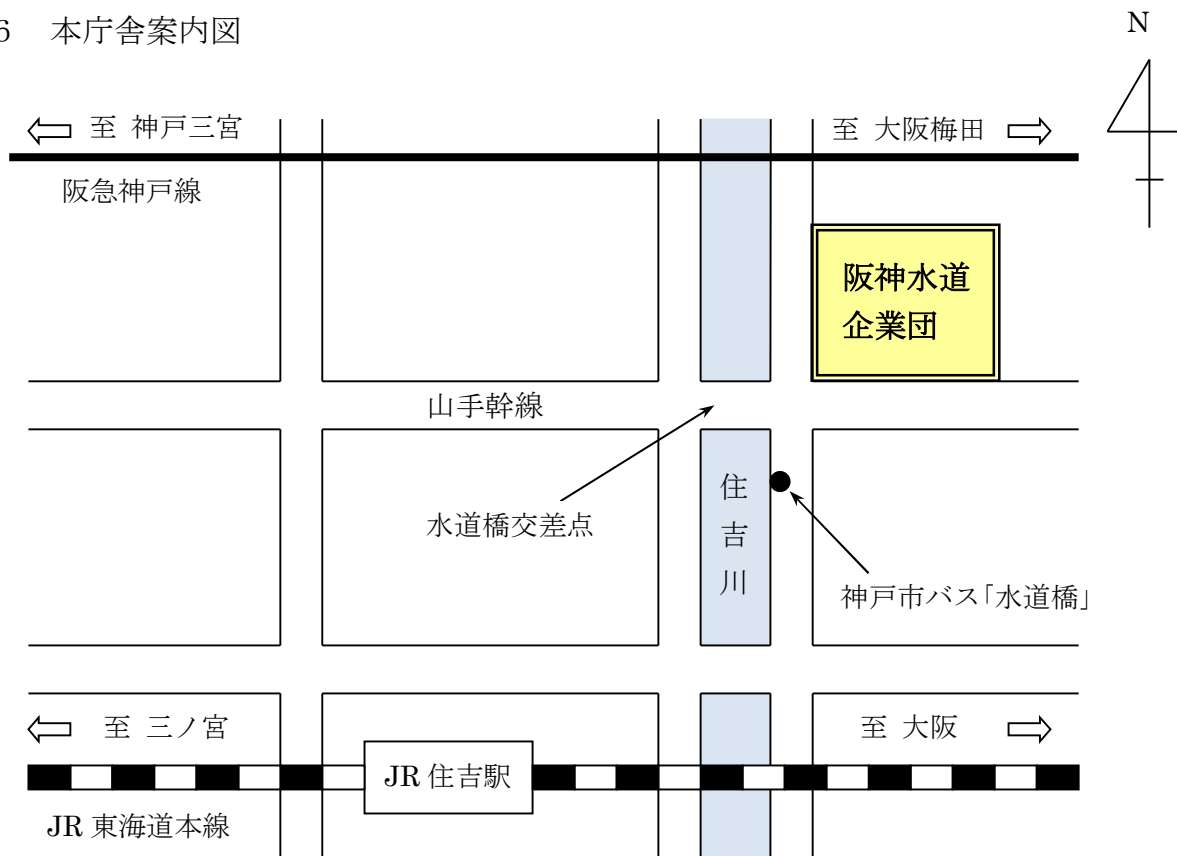 6 本庁舎案内図
N
至 神戸三宮
至 大阪梅田
阪急神戸線
阪神水道
企業団
山手幹線
住吉川
水道橋交差点
神戸市バス「水道橋」
至 三ノ宮
至 大阪
JR 住吉駅
JR 東海道本線